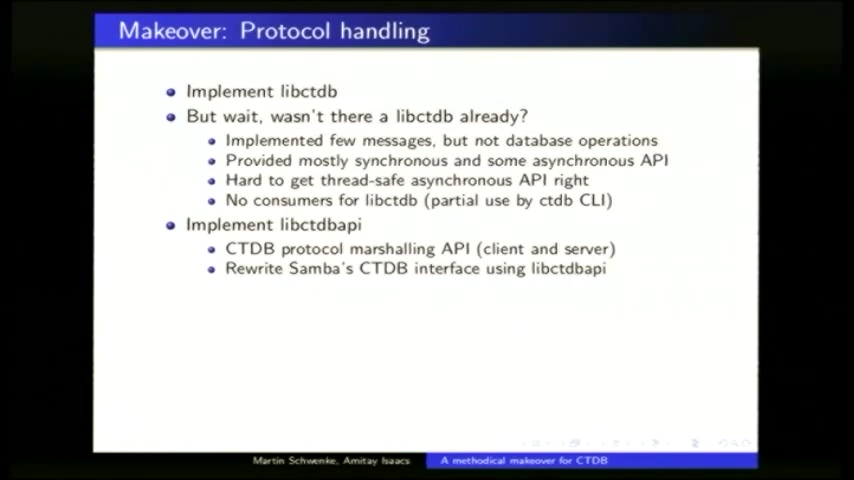 Makeover: Protocol handling
Implement libctdb
But wait, wasn't there a libctdb already?
Implemented few messages, but not database operations
Provided mostly synchronous and some asynchronous API
Hard to get thread-safe asynchronous API right
No consumers for libctdb (partial use by ctdb CLI)
Implement libctdbapi
CTDB protocol marshalling API (client and server)
Rewrite Samba's CTDB interface using libctdbapi
Martin Schwenke, Amitay Isaacs
A methodical makeover for CTDB